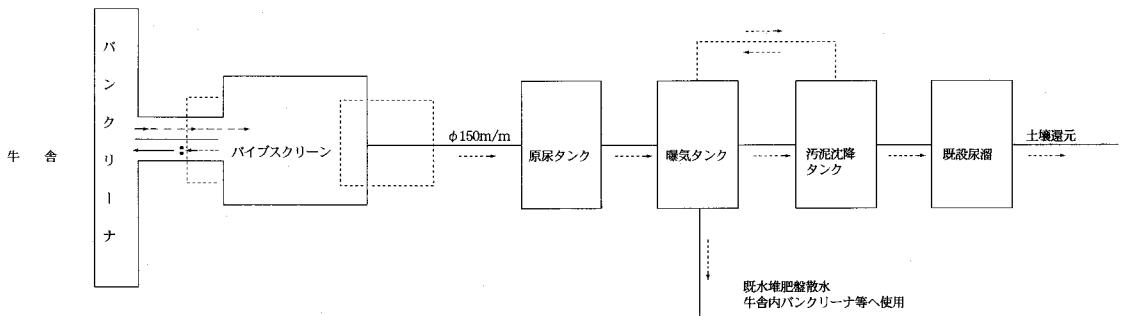 牛舎
バンクリーナ
パイプスクリーン
φ150m/m
原尿タンク
曝気タンク
汚泥沈降
タンク
既設尿溜
土壌還元
既水堆肥盤散水
牛舎内バンクリーナ等へ使用